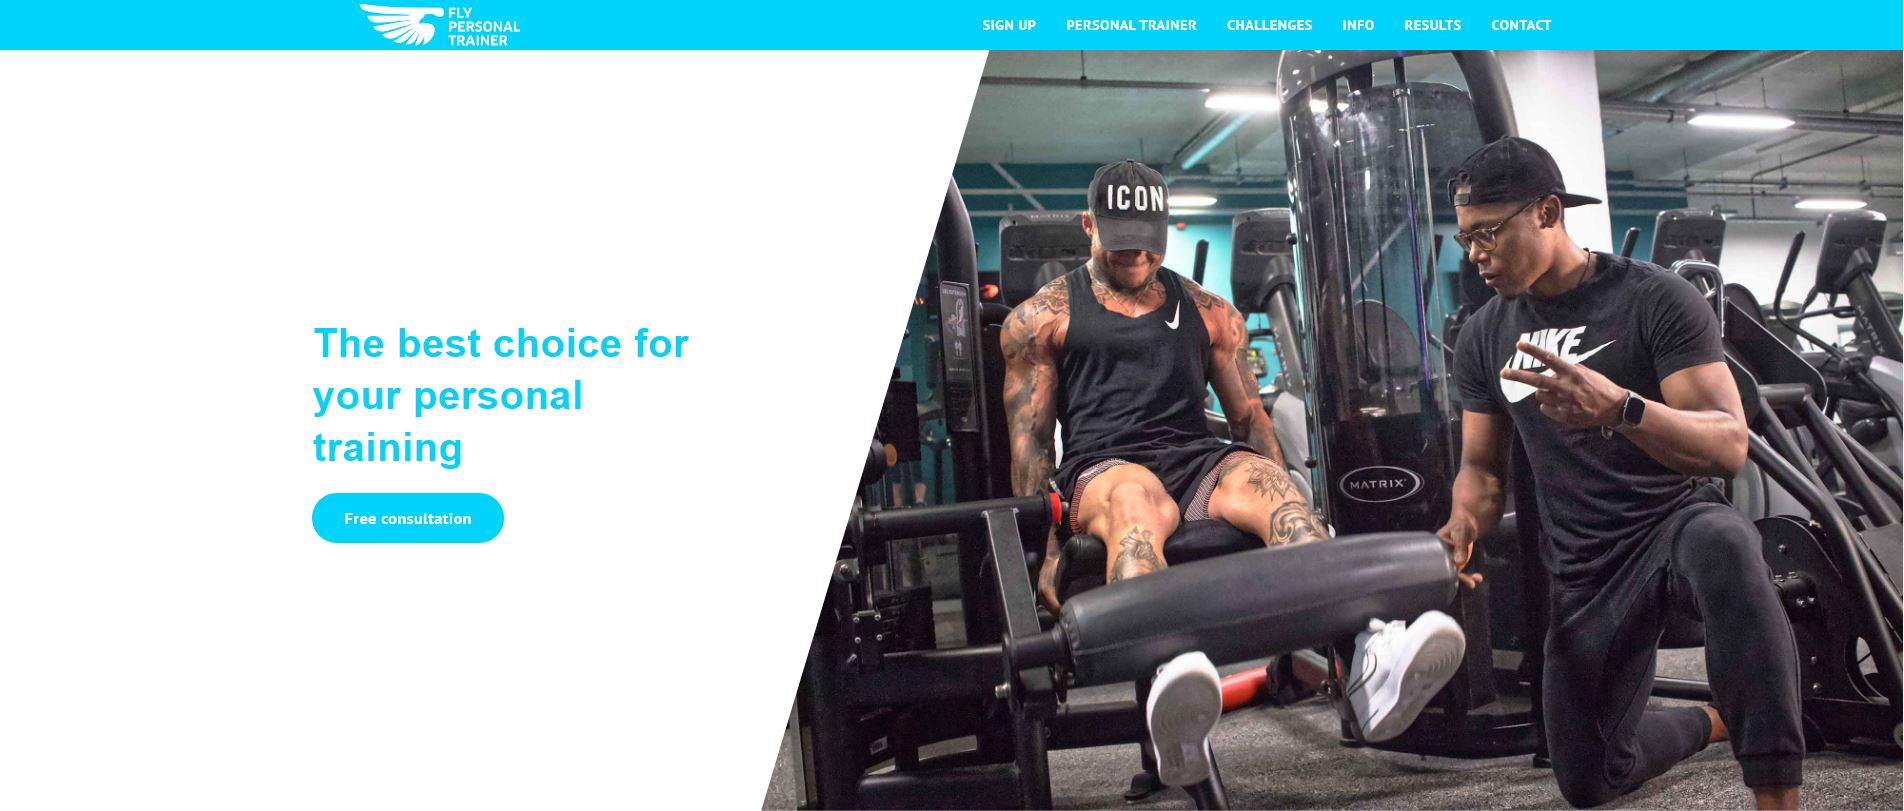 FLY
PERSONAL
TRAINER
SIGN UP
PERSONAL TRAINER
CHALLENGES
INFO
RESULTS
CONTACT
The best choice for
your personal
training
Free consultation
ICON
NIKE
MATRIX